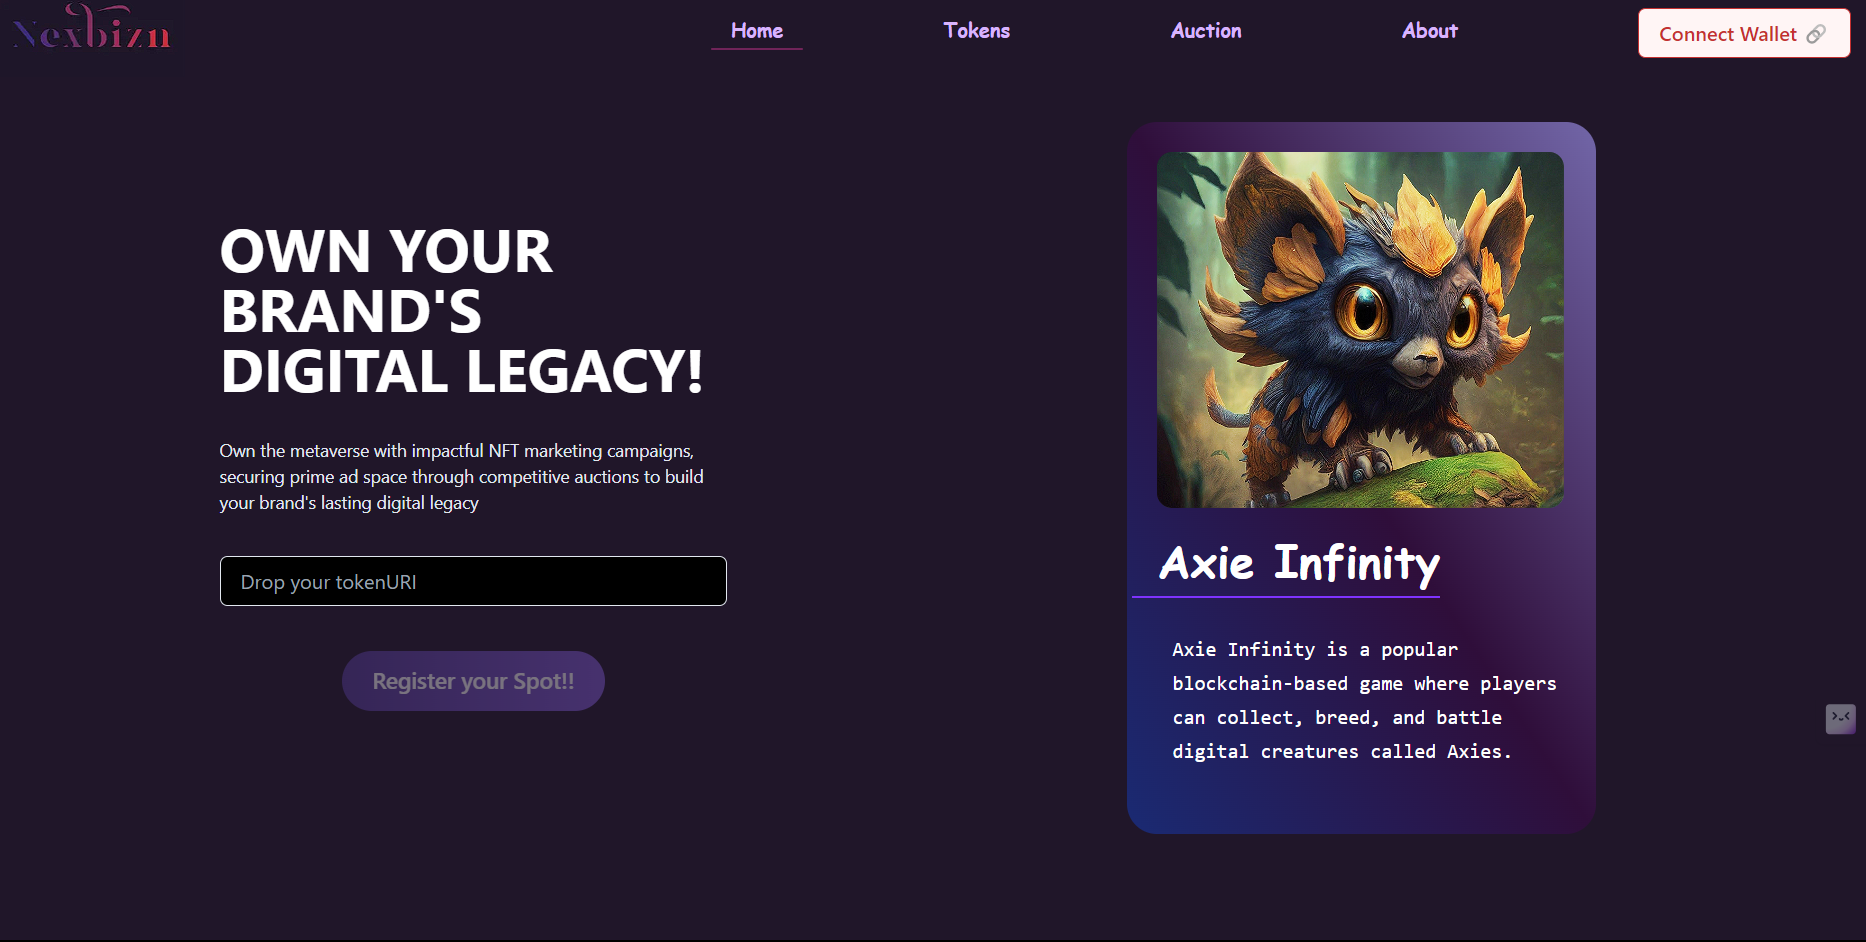 Nexbizn
Home
Tokens
Auction
About
Connect Wallet
OWN YOUR
BRAND'S
DIGITAL LEGACY!
Own the metaverse with impactful NFT marketing campaigns,
securing prime ad space through competitive auctions to build
your brand's lasting digital legacy
Drop your tokenURI
Register your Spot!!
Axie Infinity
Axie Infinity is a popular
blockchain-based game where players
can collect, breed, and battle
digital creatures called Axies.